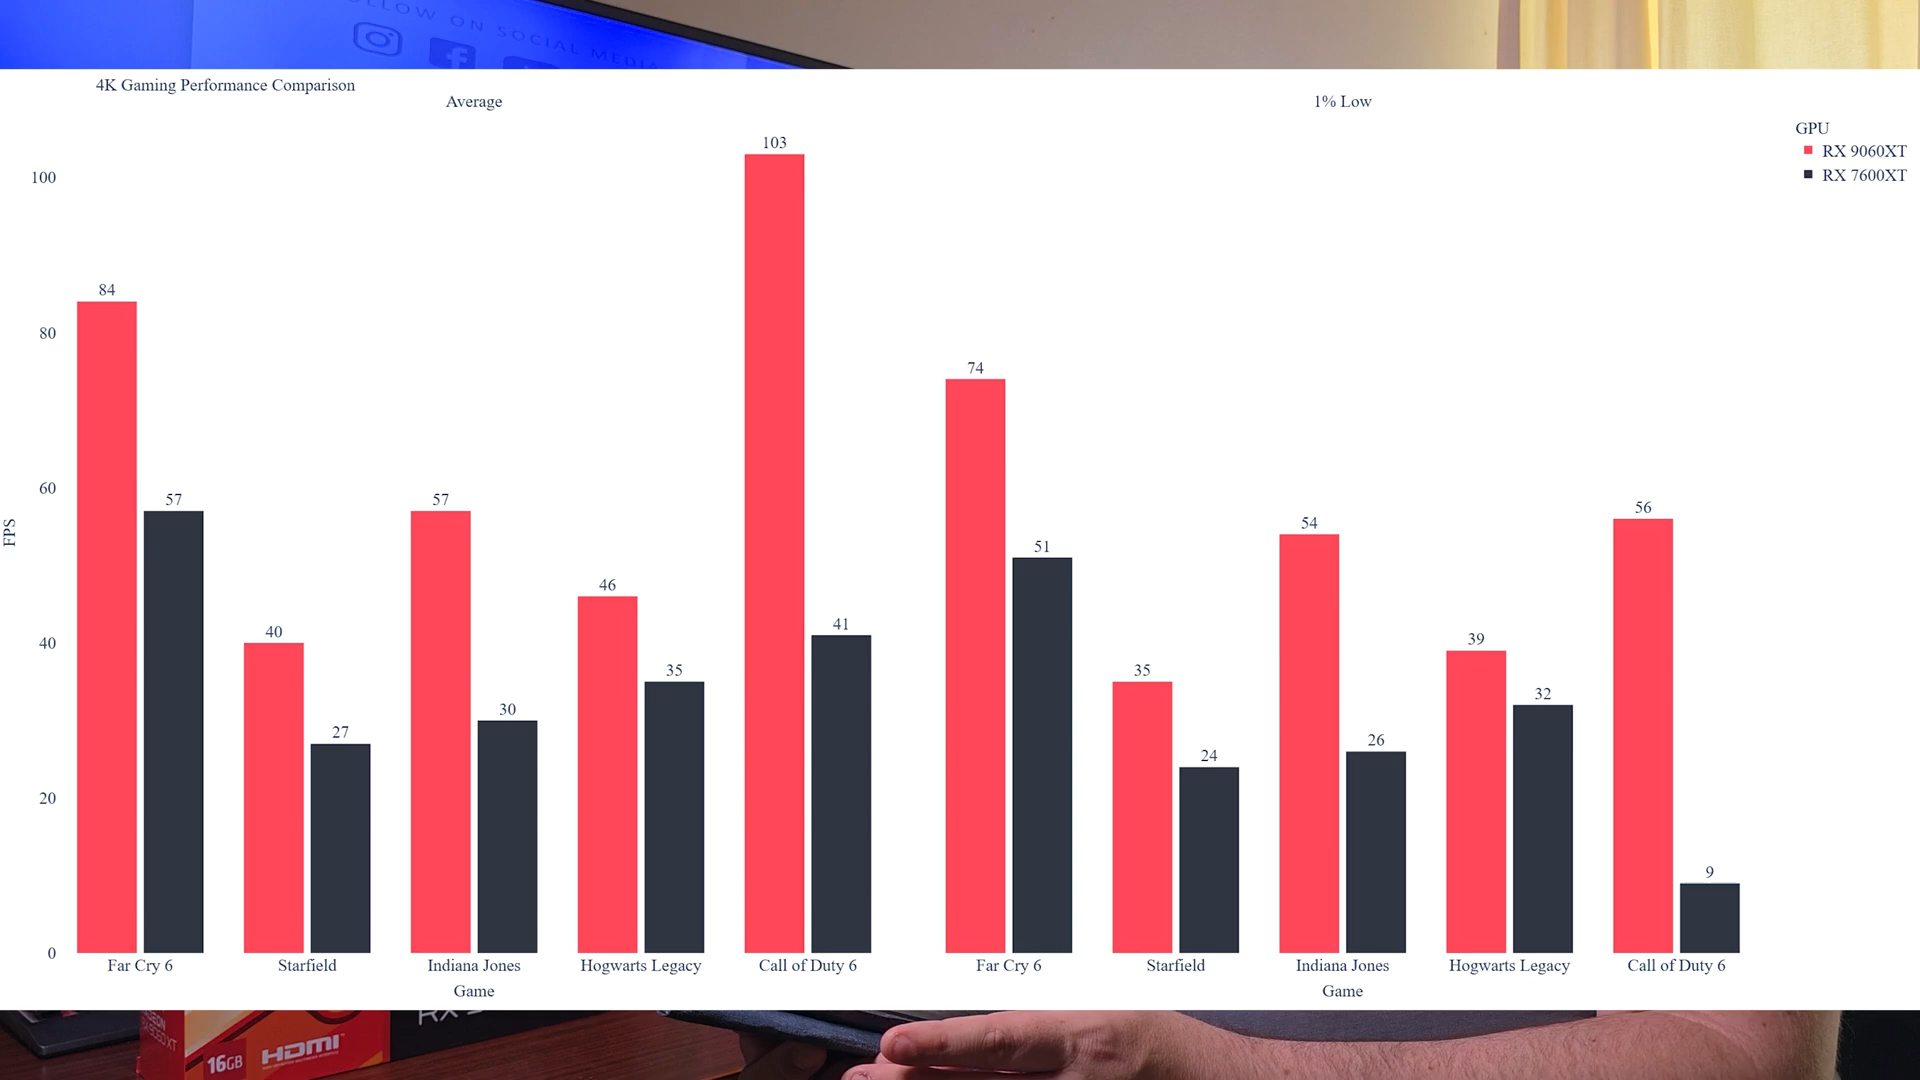 LLOW ON SOCIAL MEDIA
4K Gaming Performance Comparison
Average
1% Low
GPU
RX 9060XT
RX 7600XT
FPS
100
80
60
40
20
0
84
57
40
27
57
30
46
35
103
41
74
51
35
24
54
26
39
32
56
9
Far Cry 6
Starfield
Indiana Jones
Hogwarts Legacy
Call of Duty 6
Far Cry 6
Starfield
Indiana Jones
Hogwarts Legacy
Call of Duty 6
Game
Game
16GB
HDMI
RX